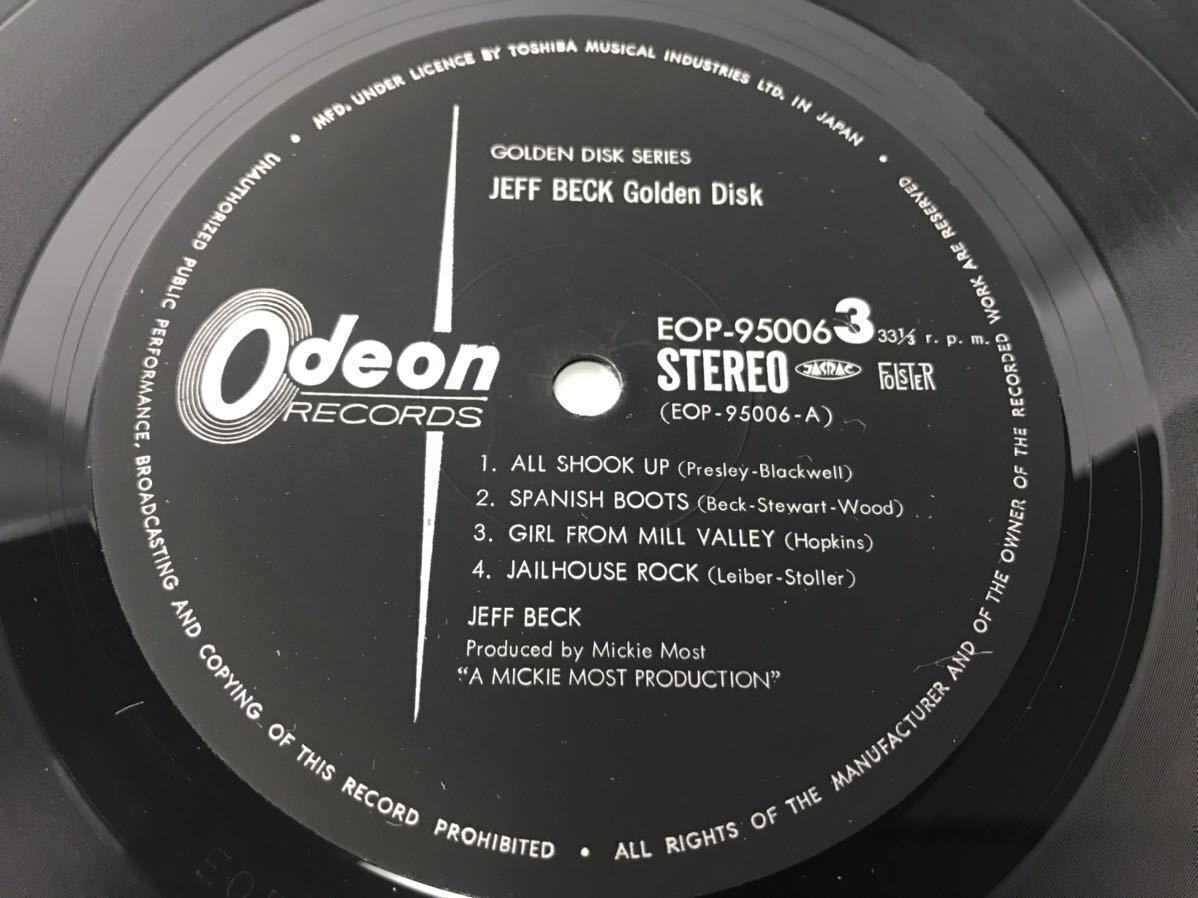 MFD. UNDER LICENCE BY TOSHIBA MUSICAL INDUSTRIES LTD. IN JAPAN •
GOLDEN DISK SERIES
JEFF BECK Golden Disk
Odeon
RECORDS
EOP-95006 3 33⅓ r. p. m.
STEREO JASRAC FOLSTER
(EOP-95006-A)
1. ALL SHOOK UP (Presley-Blackwell)
2. SPANISH BOOTS (Beck-Stewart-Wood)
3. GIRL FROM MILL VALLEY (Hopkins)
4. JAILHOUSE ROCK (Leiber-Stoller)
JEFF BECK
Produced by Mickie Most
"A MICKIE MOST PRODUCTION"
UNAUTHORIZED PUBLIC PERFORMANCE, BROADCASTING AND COPYING OF THIS RECORD PROHIBITED •
ALL RIGHTS OF THE MANUFACTURER AND OF THE OWNER OF THE RECORDED WORK ARE RESERVED •